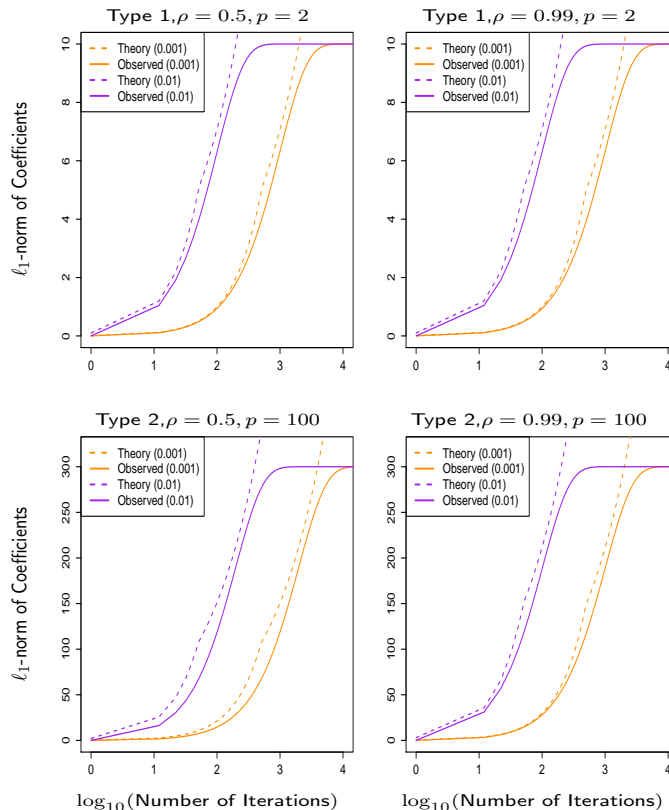 Type 1, ρ = 0.5, p = 2
Theory (0.001)
Observed (0.001)
Theory (0.01)
Observed (0.01)
ℓ1-norm of Coefficients
10
8
6
4
2
0
0 1 2 3 4
Type 1, ρ = 0.99, p = 2
Theory (0.001)
Observed (0.001)
Theory (0.01)
Observed (0.01)
10
8
6
4
2
0
0 1 2 3 4
Type 2, ρ = 0.5, p = 100
Theory (0.001)
Observed (0.001)
Theory (0.01)
Observed (0.01)
ℓ1-norm of Coefficients
300
250
200
150
100
50
0
0 1 2 3 4
log10(Number of Iterations)
Type 2, ρ = 0.99, p = 100
Theory (0.001)
Observed (0.001)
Theory (0.01)
Observed (0.01)
300
250
200
150
100
50
0
0 1 2 3 4
log10(Number of Iterations)